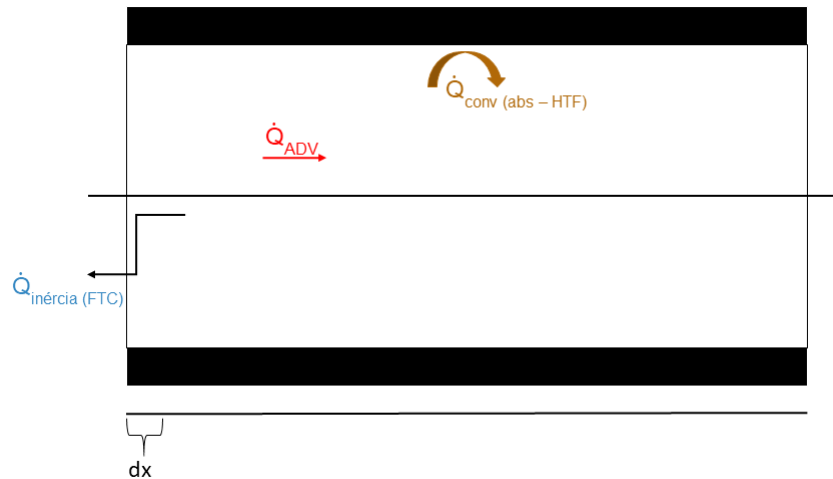 Q̇conv (abs – HTF)
Q̇ADV
Q̇inércia (FTC)
dx